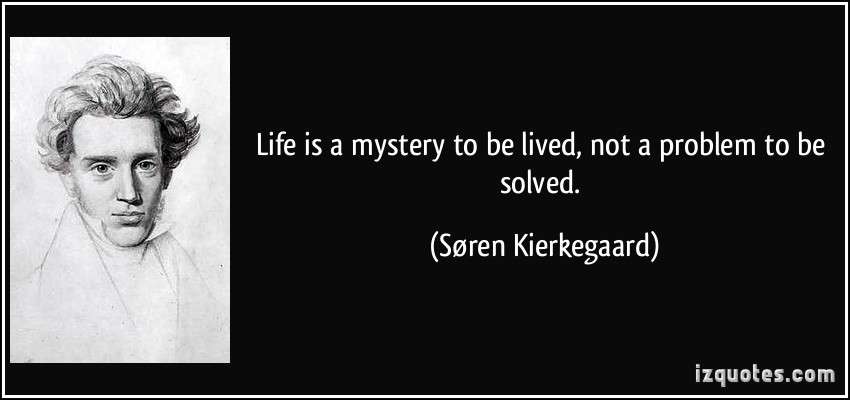 Life is a mystery to be lived, not a problem to be
solved.
(Søren Kierkegaard)
izquotes.com